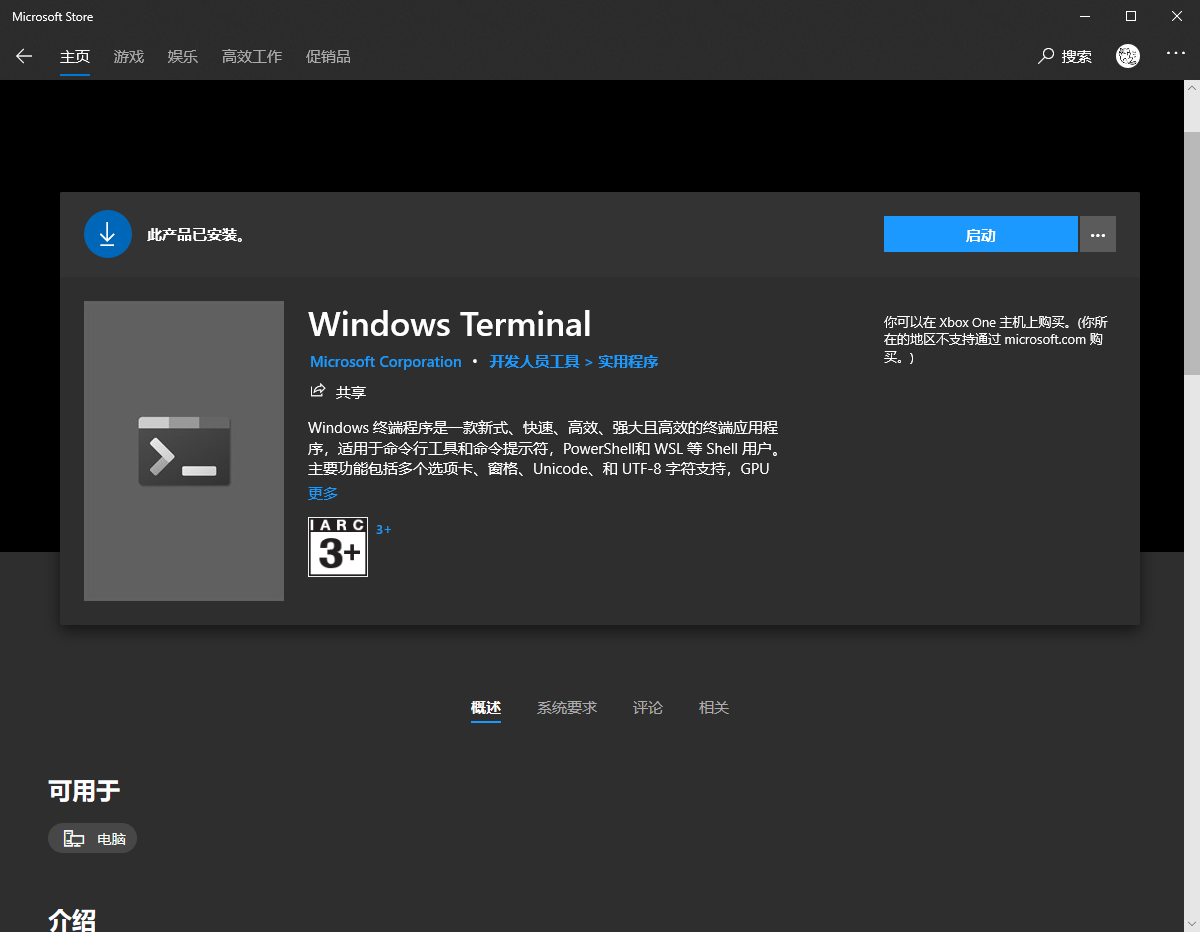 Microsoft Store
主页 游戏 娱乐 高效工作 促销品 搜索
此产品已安装。 启动
Windows Terminal
Microsoft Corporation • 开发人员工具 > 实用程序
共享
Windows 终端程序是一款新式、快速、高效、强大且高效的终端应用程
序，适用于命令行工具和命令提示符，PowerShell和 WSL 等 Shell 用户。
主要功能包括多个选项卡、窗格、Unicode、和 UTF-8 字符支持，GPU
更多
IARC
3+
3+
你可以在 Xbox One 主机上购买。(你所
在的地区不支持通过 microsoft.com 购
买。)
概述 系统要求 评论 相关
可用于
电脑
介绍